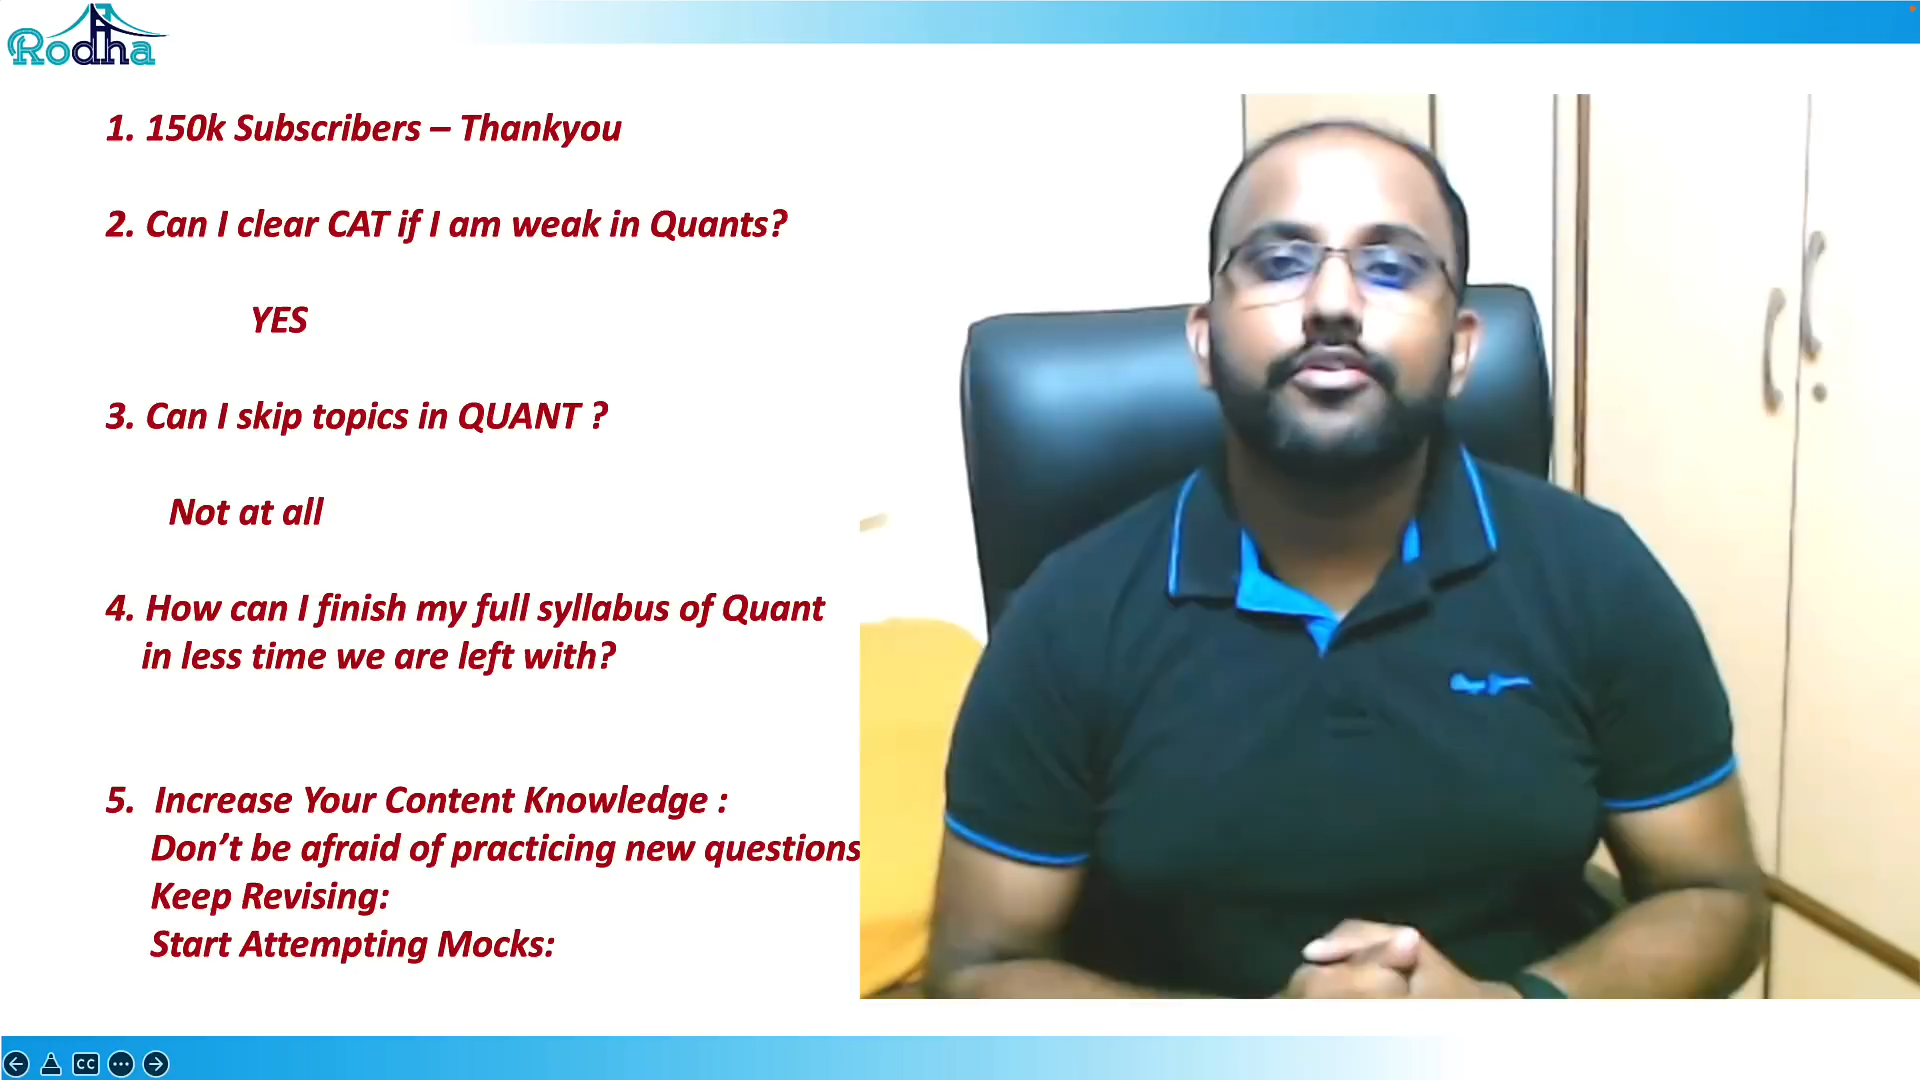 Rodha
1. 150k Subscribers – Thankyou
2. Can I clear CAT if I am weak in Quants?
YES
3. Can I skip topics in QUANT ?
Not at all
4. How can I finish my full syllabus of Quant
in less time we are left with?
5. Increase Your Content Knowledge :
Don’t be afraid of practicing new questions
Keep Revising:
Start Attempting Mocks:
CC